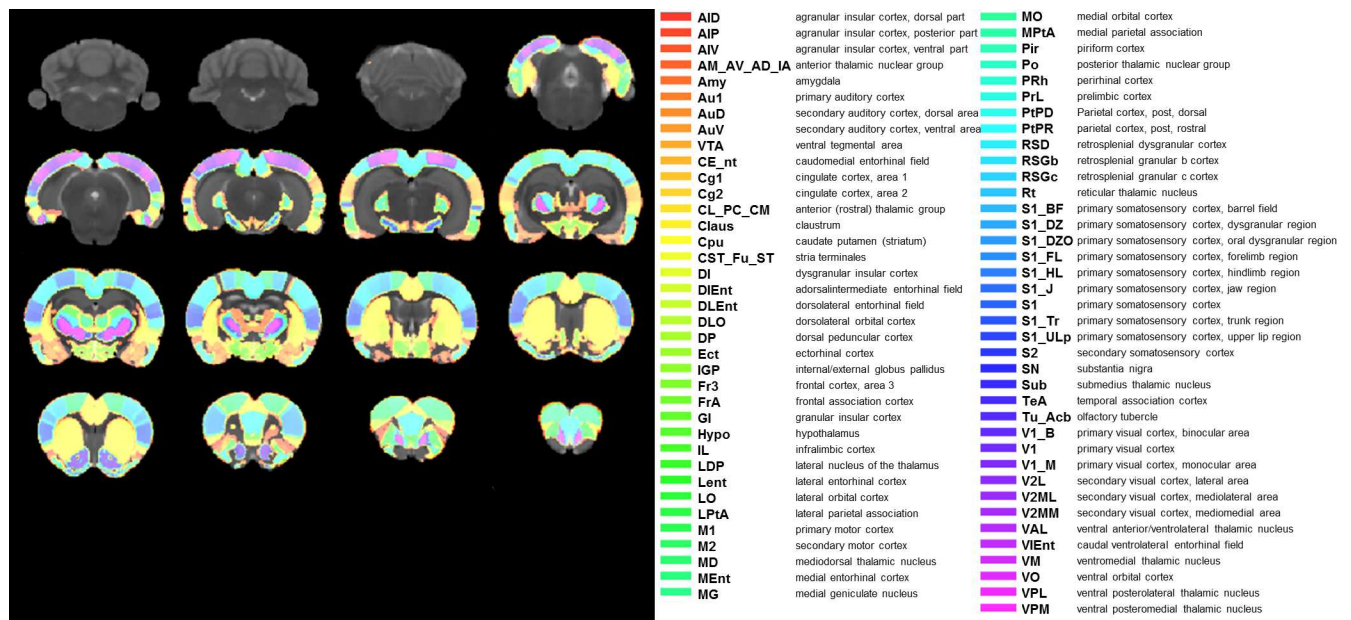 AID agranular insular cortex, dorsal part
AIP agranular insular cortex, posterior part
AIV agranular insular cortex, ventral part
AM_AV_AD_IA anterior thalamic nuclear group
Amy amygdala
Au1 primary auditory cortex
AuD secondary auditory cortex, dorsal area
AuV secondary auditory cortex, ventral area
VTA ventral tegmental area
CE_nt caudomedial entorhinal field
Cg1 cingulate cortex, area 1
Cg2 cingulate cortex, area 2
CL_PC_CM anterior (rostral) thalamic group
Claus claustrum
Cpu caudate putamen (striatum)
CST_Fu_ST stria terminales
DI dysgranular insular cortex
DIEnt adorsalintermediate entorhinal field
DLEnt dorsolateral entorhinal field
DLO dorsolateral orbital cortex
DP dorsal peduncular cortex
Ect ectorhinal cortex
IGP internal/external globus pallidus
Fr3 frontal cortex, area 3
FrA frontal association cortex
GI granular insular cortex
Hypo hypothalamus
IL infralimbic cortex
LDP lateral nucleus of the thalamus
Lent lateral entorhinal cortex
LO lateral orbital cortex
LPtA lateral parietal association
M1 primary motor cortex
M2 secondary motor cortex
MD mediodorsal thalamic nucleus
MEnt medial entorhinal cortex
MG medial geniculate nucleus
MO medial orbital cortex
MPtA medial parietal association
Pir piriform cortex
Po posterior thalamic nuclear group
PRh perirhinal cortex
PrL prelimbic cortex
PtPD Parietal cortex, post, dorsal
PtPR parietal cortex, post, rostral
RSD retrosplenial dysgranular cortex
RSGb retrosplenial granular b cortex
RSGc retrosplenial granular c cortex
Rt reticular thalamic nucleus
S1_BF primary somatosensory cortex, barrel field
S1_DZ primary somatosensory cortex, dysgranular region
S1_DZO primary somatosensory cortex, oral dysgranular region
S1_FL primary somatosensory cortex, forelimb region
S1_HL primary somatosensory cortex, hindlimb region
S1_J primary somatosensory cortex, jaw region
S1 primary somatosensory cortex
S1_Tr primary somatosensory cortex, trunk region
S1_ULp primary somatosensory cortex, upper lip region
S2 secondary somatosensory cortex
SN substantia nigra
Sub submedius thalamic nucleus
TeA temporal association cortex
Tu_Acb olfactory tubercle
V1_B primary visual cortex, binocular area
V1 primary visual cortex
V1_M primary visual cortex, monocular area
V2L secondary visual cortex, lateral area
V2ML secondary visual cortex, mediolateral area
V2MM secondary visual cortex, mediomedial area
VAL ventral anterior/ventrolateral thalamic nucleus
VIEnt caudal ventrolateral entorhinal field
VM ventromedial thalamic nucleus
VO ventral orbital cortex
VPL ventral posterolateral thalamic nucleus
VPM ventral posteromedial thalamic nucleus